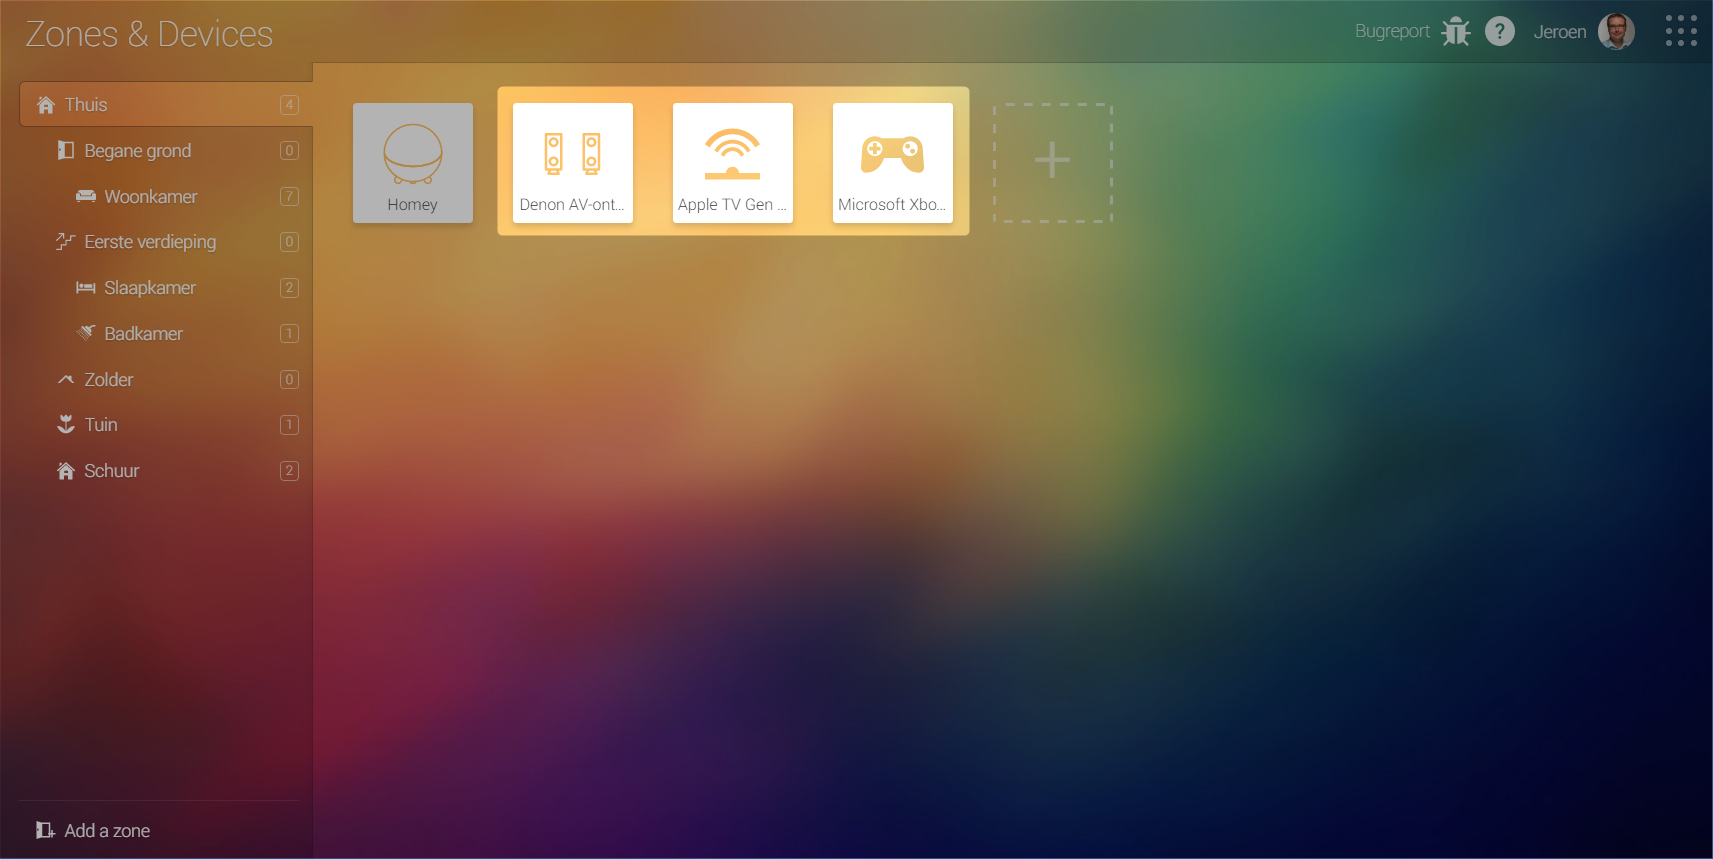 Zones & Devices
Bugreport
?
Jeroen
Thuis 4
Begane grond 0
Woonkamer 7
Eerste verdieping 0
Slaapkamer 2
Badkamer 1
Zolder 0
Tuin 1
Schuur 2
Add a zone
Homey
Denon AV-ont...
Apple TV Gen ...
Microsoft Xbo...